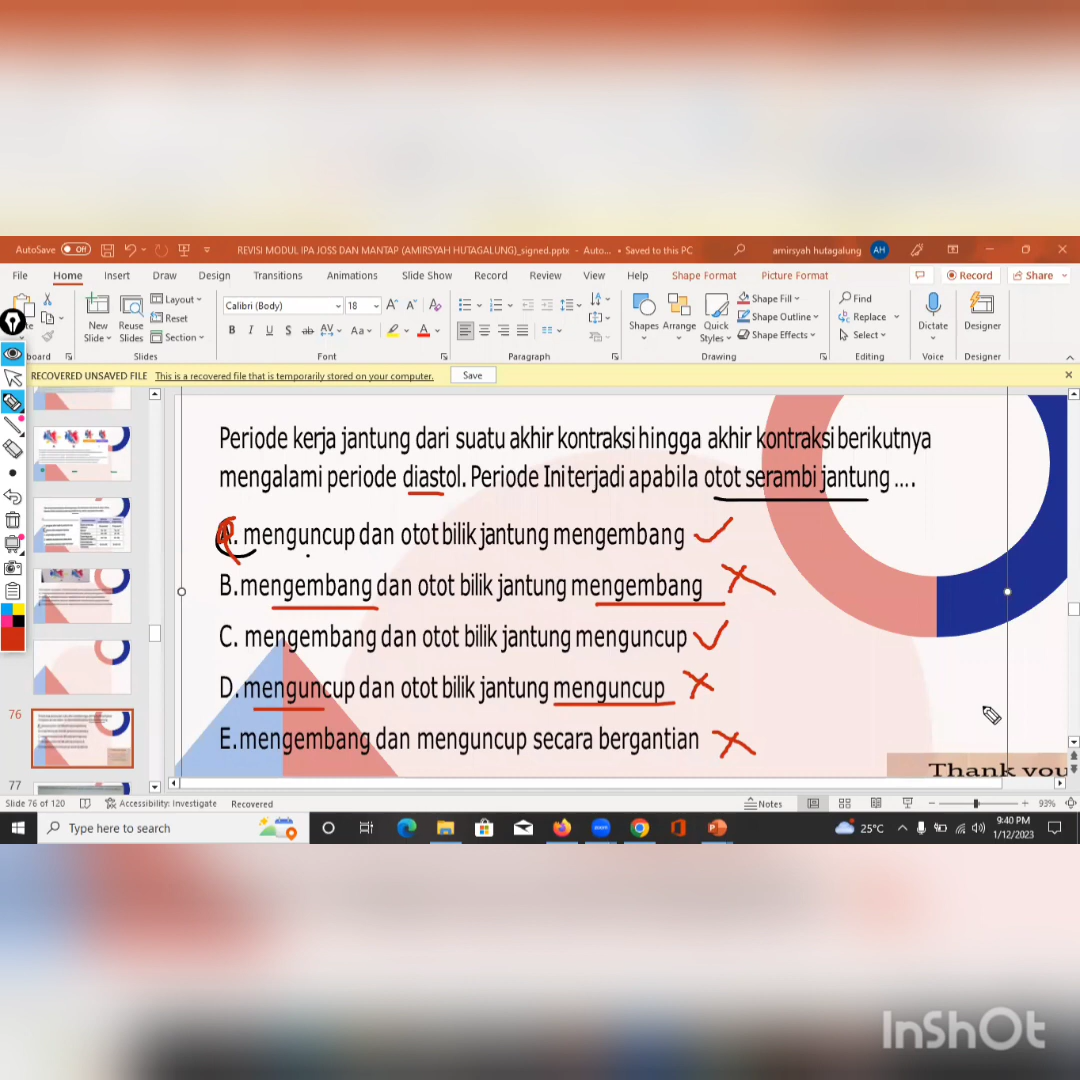 AutoSave Off REVISI MODUL IPA JOSS DAN MANTAP (AMIRSYAH HUTAGALUNG)_signed.pptx - Auto... • Saved to this PC amirsyah hutagalung AH
File Home Insert Draw Design Transitions Animations Slide Show Record Review View Help Shape Format Picture Format Record Share
Layout
Reset
Section
New Slide
Reuse Slides
Calibri (Body) 18
B I U S ab AV Aa A
Shapes Arrange Quick Styles
Shape Fill
Shape Outline
Shape Effects
Find
Replace
Select
Dictate
Designer
board Slides Font Paragraph Drawing Editing Voice Designer
RECOVERED UNSAVED FILE This is a recovered file that is temporarily stored on your computer. Save
Periode kerja jantung dari suatu akhir kontraksi hingga akhir kontraksi berikutnya
mengalami periode diastol. Periode Ini terjadi apabila otot serambi jantung ....
A. menguncup dan otot bilik jantung mengembang
B.mengembang dan otot bilik jantung mengembang
C. mengembang dan otot bilik jantung menguncup
D. menguncup dan otot bilik jantung menguncup
E.mengembang dan menguncup secara bergantian
76
77
Thank you
Slide 76 of 120 Accessibility: Investigate Recovered Notes 93%
Type here to search 25°C 9:40 PM
1/12/2023
InShOt